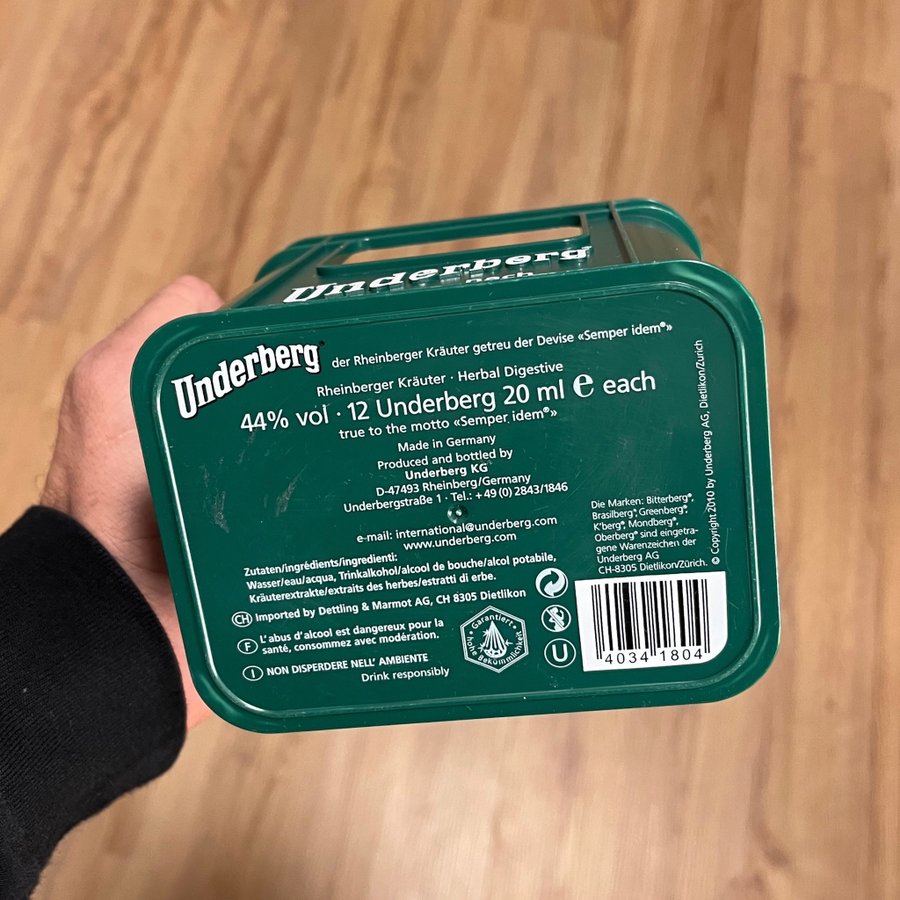 Underberg
Underberg® der Rheinberger Kräuter getreu der Devise «Semper idem®»
Rheinberger Kräuter · Herbal Digestive
44% vol · 12 Underberg 20 ml ℮ each
true to the motto «Semper idem®»
Made in Germany
Produced and bottled by
Underberg KG
D-47493 Rheinberg/Germany
Underbergstraße 1 · Tel.: +49 (0) 2843/1846
e-mail: international@underberg.com
www.underberg.com
Zutaten/ingrédients/ingredienti:
Wasser/eau/acqua, Trinkalkohol/alcool de bouche/alcol potabile,
Kräuterextrakte/extraits des herbes/estratti di erbe.
CH Imported by Dettling & Marmot AG, CH 8305 Dietlikon
F L'abus d'alcool est dangereux pour la
santé, consommez avec modération.
I NON DISPERDERE NELL' AMBIENTE
Drink responsibly
Garantiert
hohe Bekömmlichkeit
U
Die Marken: Bitterberg®,
Brasilberg®, Greenberg®,
K'berg®, Mondberg®,
Oberberg® sind eingetra-
gene Warenzeichen der
Underberg AG
CH-8305 Dietlikon/Zürich.
© Copyright 2010 by Underberg AG, Dietlikon/Zürich
4034 1804